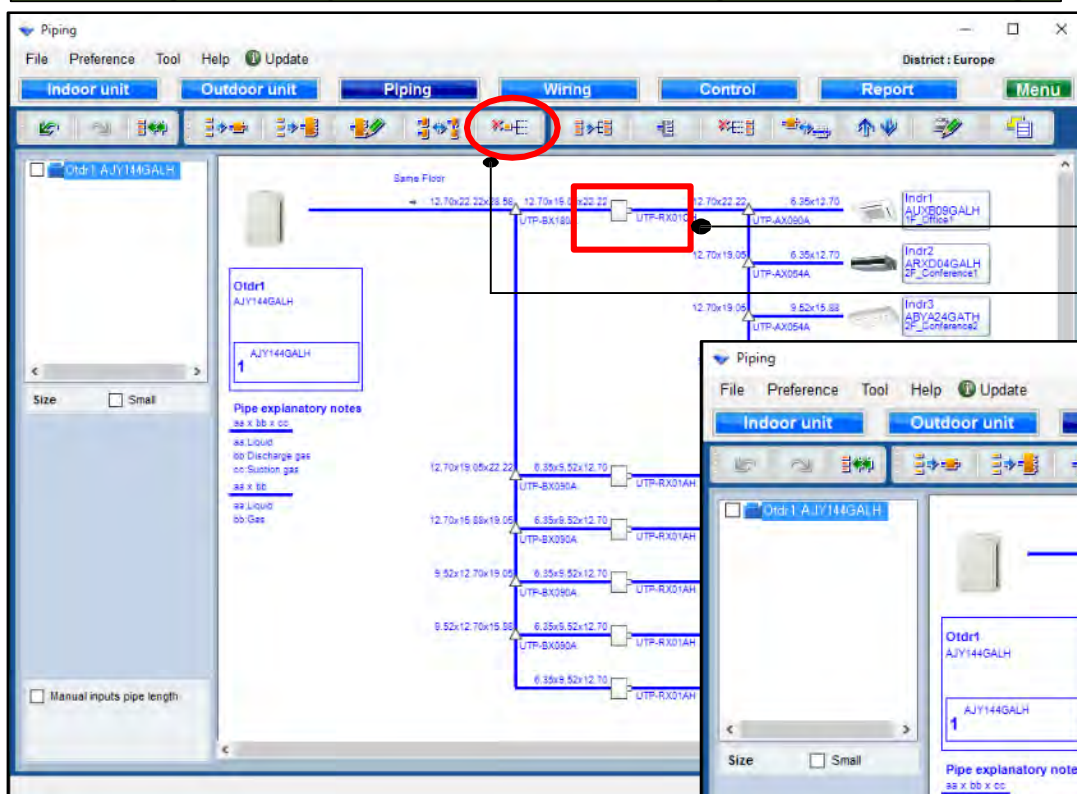 Piping
File Preference Tool Help Update
District : Europe
Indoor unit Outdoor unit Piping Wiring Control Report Menu
Otdr1 AJY144GALH
Same Floor
12.70x22.22x28.58 12.70x19.05x22.22 12.70x22.22 6.35x12.70
UTP-BX180A UTP-RX01CH UTP-AX090A
Indr1
AUXB09GALH
1F_Office1
12.70x19.05 6.35x12.70
UTP-AX054A
Indr2
ARXD04GALH
2F_Conference1
12.70x19.05 9.52x15.88
UTP-AX054A
Indr3
ABYA24GATH
2F_Conference2
Otdr1
AJY144GALH
AJY144GALH
1
Size Small
Pipe explanatory notes
aa x bb x cc
aa:Liquid
bb:Discharge gas
cc:Suction gas
aa x bb
aa:Liquid
bb:Gas
12.70x19.05x22.22 6.35x9.52x12.70
UTP-BX090A UTP-RX01AH
12.70x15.88x19.05 6.35x9.52x12.70
UTP-BX090A UTP-RX01AH
9.52x12.70x19.05 6.35x9.52x12.70
UTP-BX090A UTP-RX01AH
9.52x12.70x15.88 6.35x9.52x12.70
UTP-BX090A UTP-RX01AH
6.35x9.52x12.70
UTP-RX01AH
Manual inputs pipe length
Piping
File Preference Tool Help Update
Indoor unit Outdoor unit
Otdr1 AJY144GALH
Otdr1
AJY144GALH
AJY144GALH
1
Size Small
Pipe explanatory note
aa x bb x cc